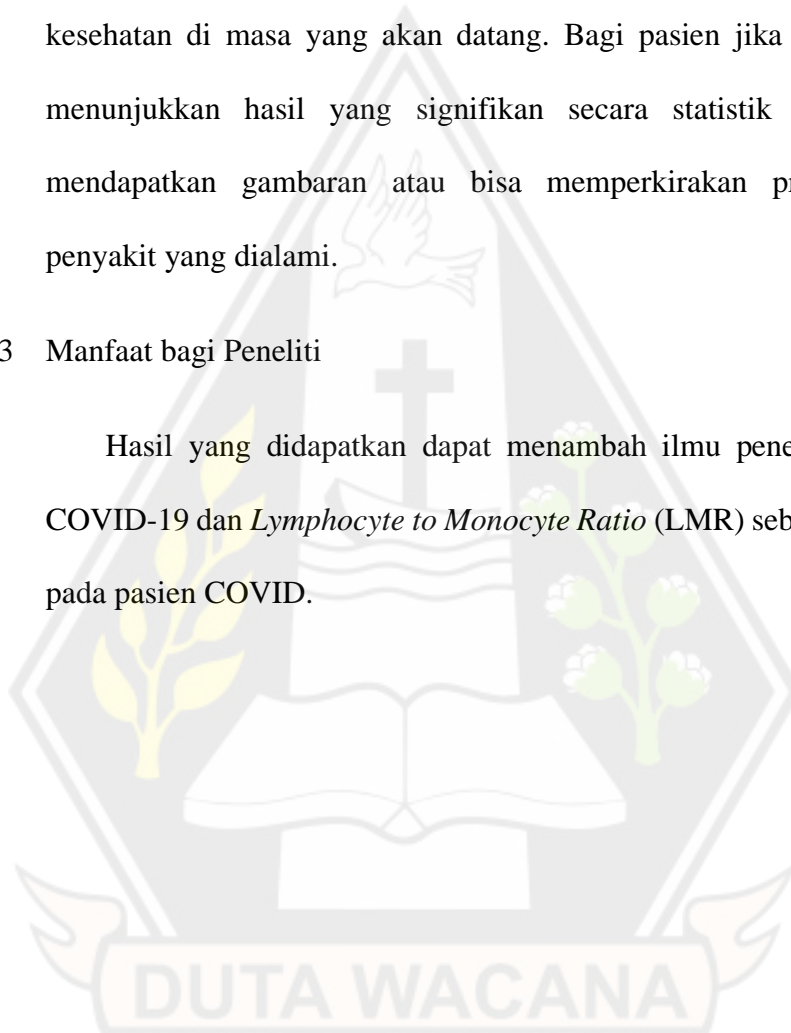 kesehatan di masa yang akan datang. Bagi pasien jika
menunjukkan hasil yang signifikan secara statistik
mendapatkan gambaran atau bisa memperkirakan
penyakit yang dialami.
3 Manfaat bagi Peneliti
Hasil yang didapatkan dapat menambah ilmu
COVID-19 dan Lymphocyte to Monocyte Ratio (LMR)
pada pasien COVID.
DUTA WACANA